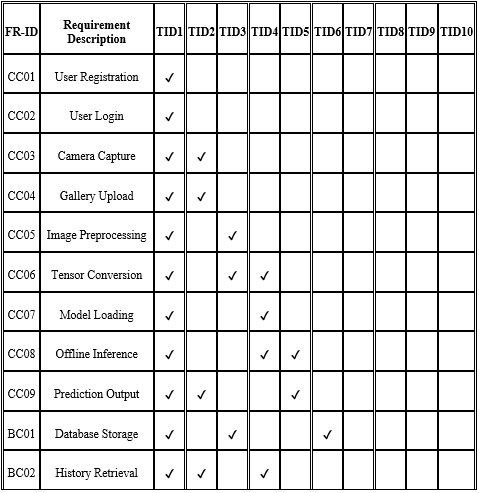 FR-ID Requirement Description TID1 TID2 TID3 TID4 TID5 TID6 TID7 TID8 TID9 TID10
CC01 User Registration ✓
CC02 User Login ✓
CC03 Camera Capture ✓ ✓
CC04 Gallery Upload ✓ ✓
CC05 Image Preprocessing ✓ ✓
CC06 Tensor Conversion ✓ ✓ ✓
CC07 Model Loading ✓ ✓
CC08 Offline Inference ✓ ✓ ✓
CC09 Prediction Output ✓ ✓ ✓
BC01 Database Storage ✓ ✓ ✓
BC02 History Retrieval ✓ ✓ ✓